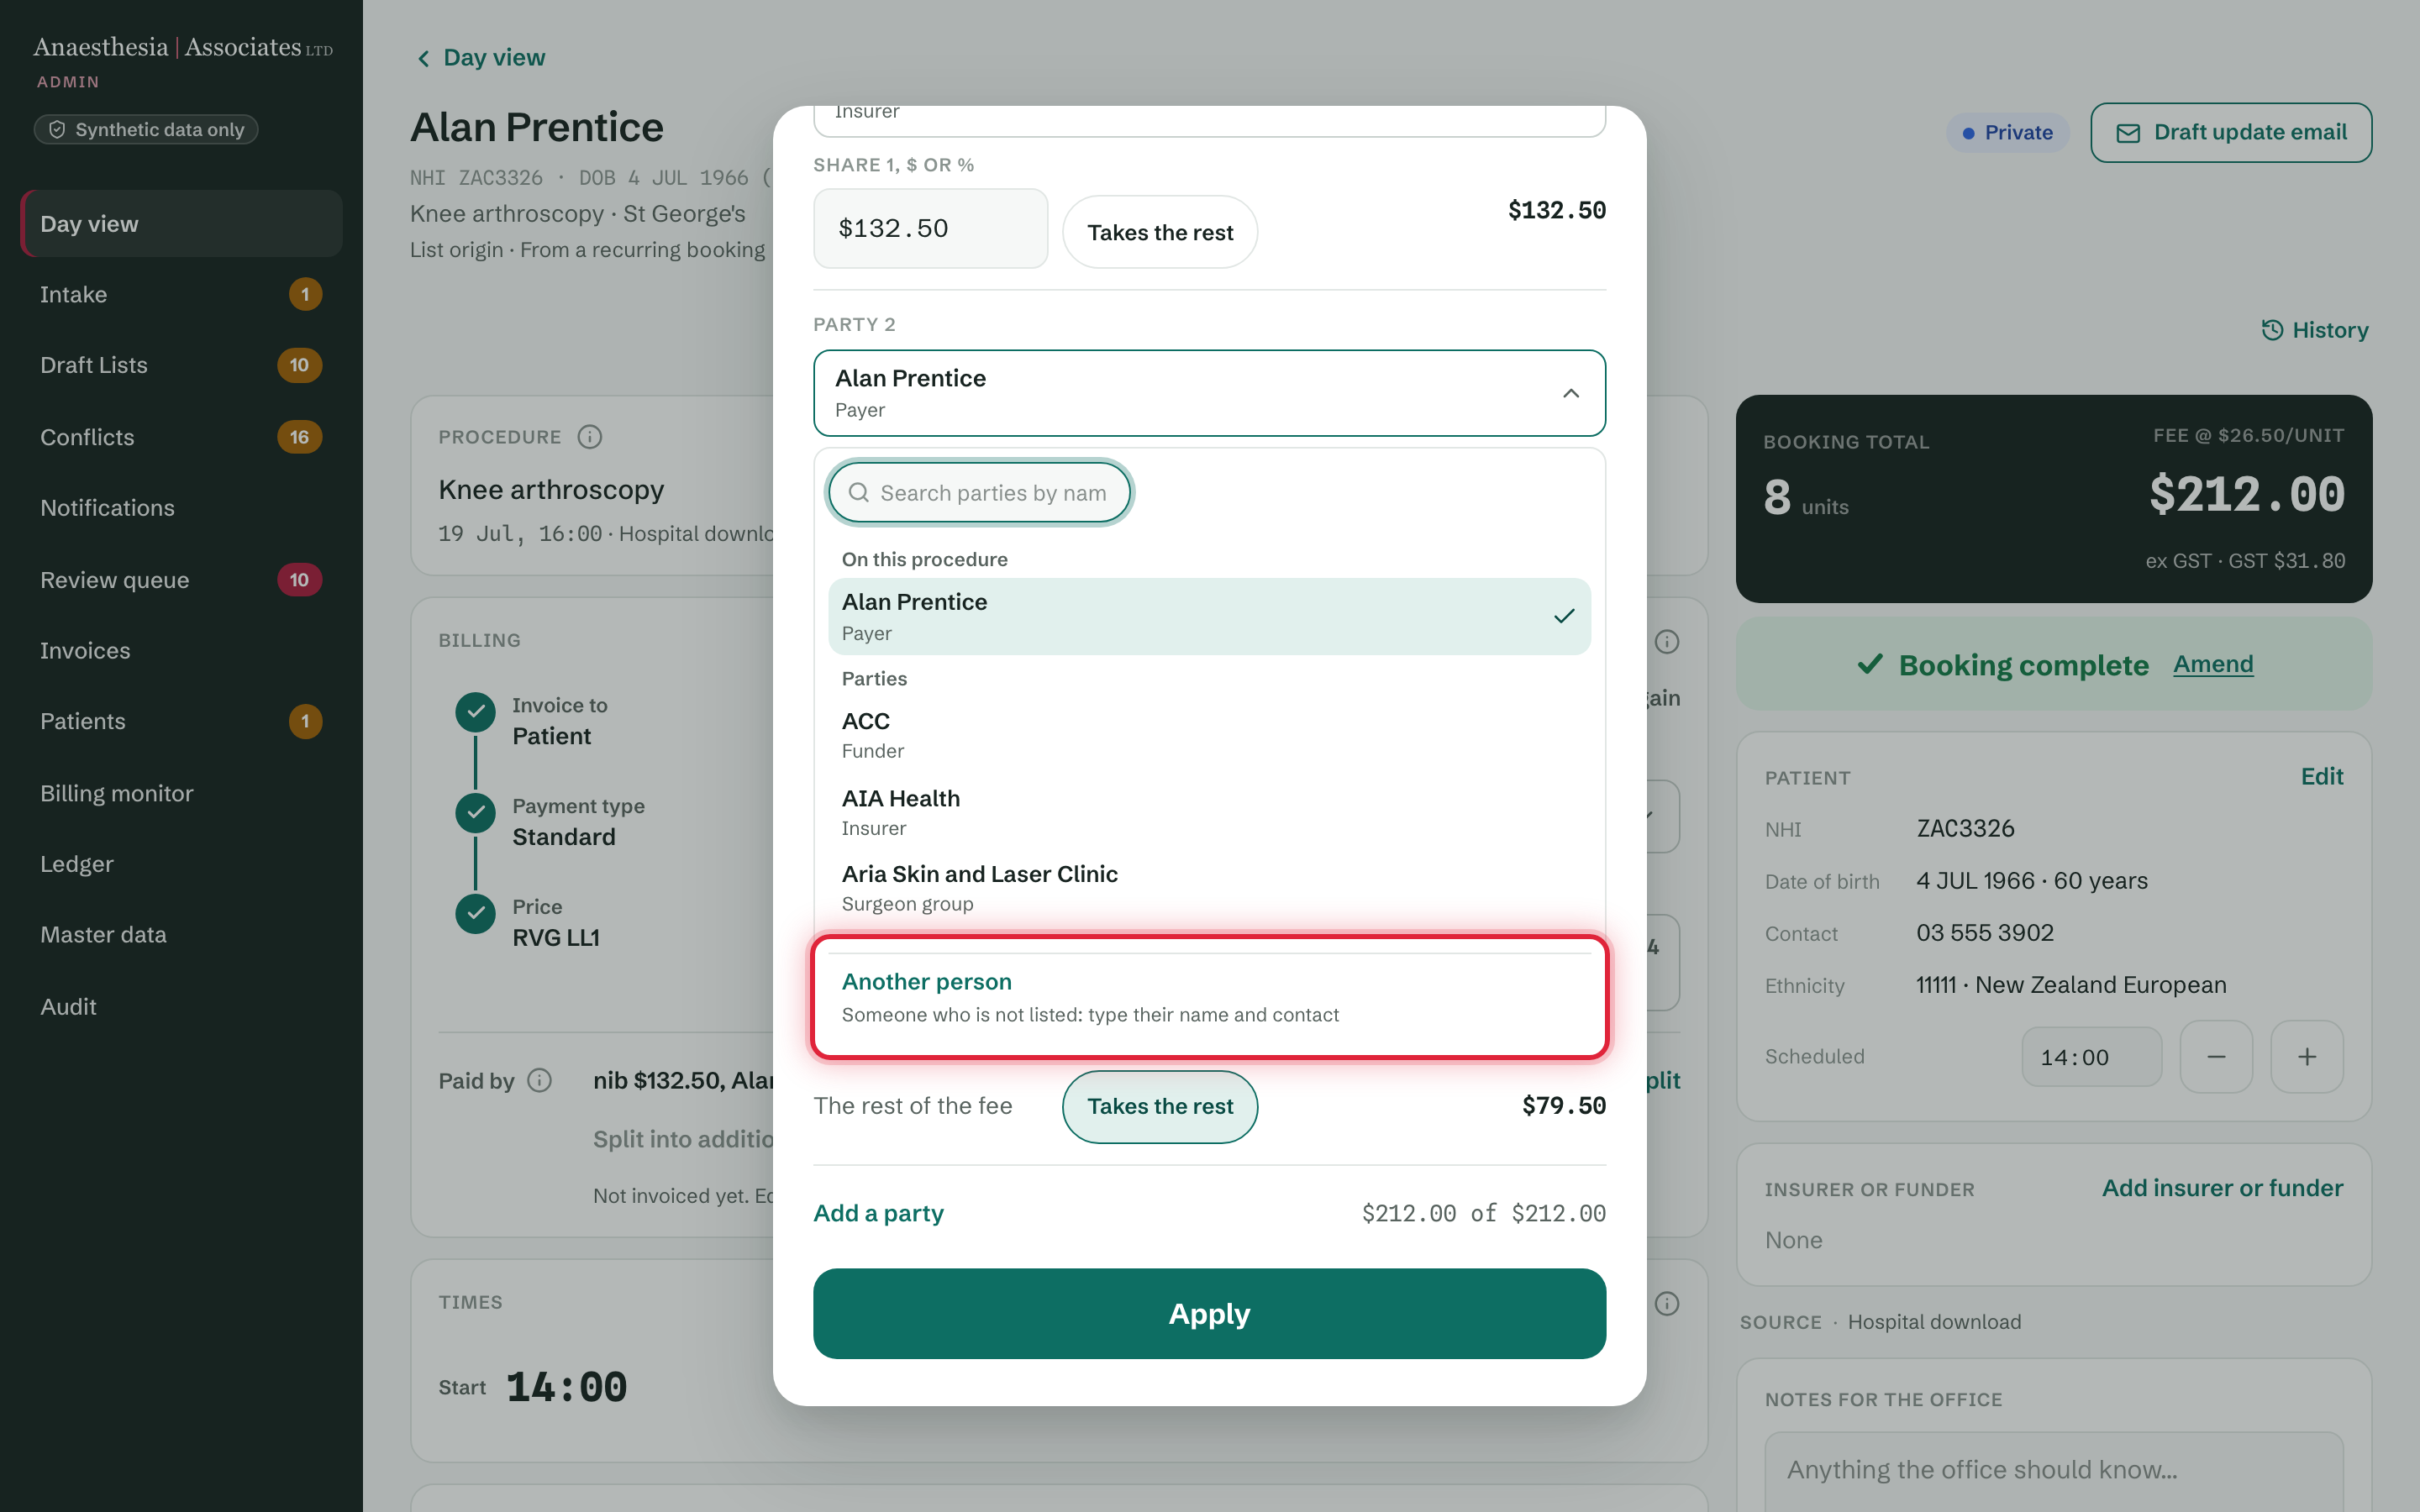 Anaesthesia | Associates LTD
ADMIN
Synthetic data only
Day view
Intake 1
Draft Lists 10
Conflicts 16
Notifications
Review queue 10
Invoices
Patients 1
Billing monitor
Ledger
Master data
Audit
Day view
Alan Prentice
NHI ZAC3326 · DOB 4 JUL 1966 (
Knee arthroscopy · St George's
List origin · From a recurring booking
Private
Draft update email
History
PROCEDURE
Knee arthroscopy
19 Jul, 16:00 · Hospital downlo
BILLING
Invoice to
Patient
Payment type
Standard
Price
RVG LL1
Paid by
nib $132.50, Alan
Split into additio
Not invoiced yet. Ed
TIMES
Start 14:00
Insurer
SHARE 1, $ OR %
$132.50
Takes the rest
$132.50
PARTY 2
Alan Prentice
Payer
Search parties by nam
On this procedure
Alan Prentice
Payer
Parties
ACC
Funder
AIA Health
Insurer
Aria Skin and Laser Clinic
Surgeon group
Another person
Someone who is not listed: type their name and contact
The rest of the fee
Takes the rest
$79.50
Add a party
$212.00 of $212.00
Apply
gain
4
plit
BOOKING TOTAL
FEE @ $26.50/UNIT
8 units
$212.00
ex GST · GST $31.80
Booking complete
Amend
PATIENT
Edit
NHI ZAC3326
Date of birth 4 JUL 1966 · 60 years
Contact 03 555 3902
Ethnicity 11111 · New Zealand European
Scheduled 14:00 − +
INSURER OR FUNDER
Add insurer or funder
None
SOURCE · Hospital download
NOTES FOR THE OFFICE
Anything the office should know...